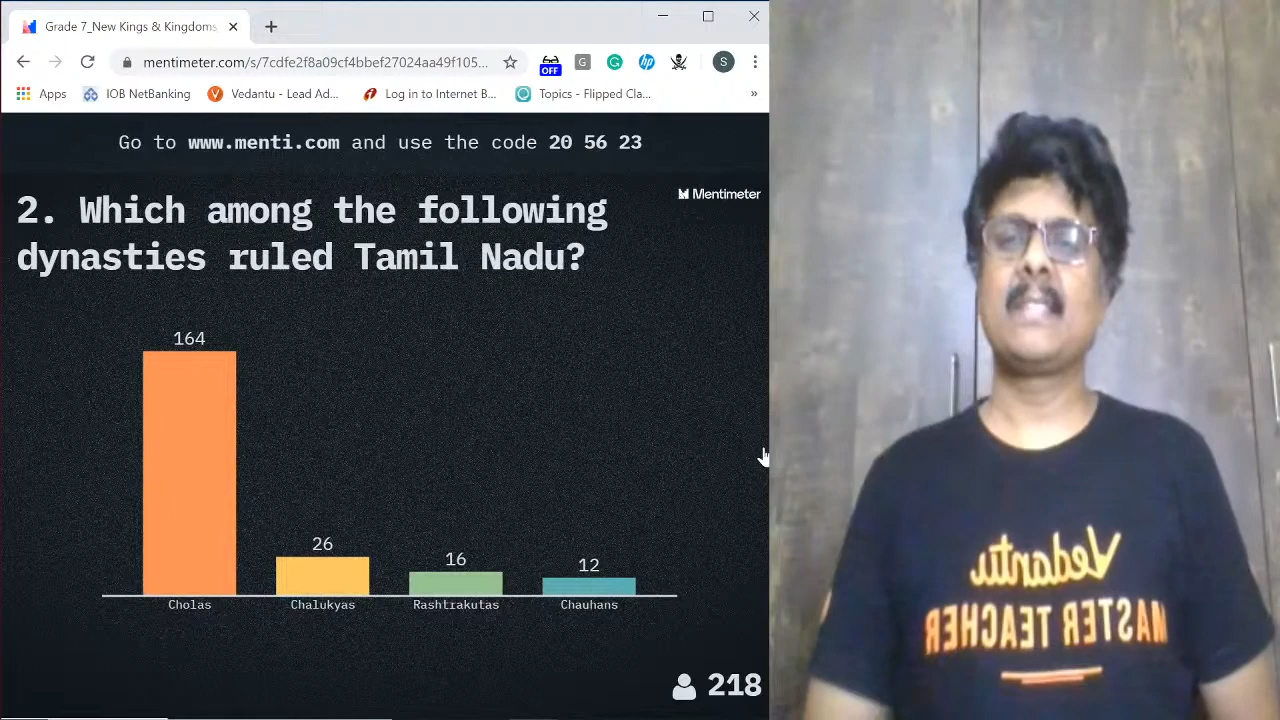 Grade 7_New Kings & Kingdoms
mentimeter.com/s/7cdfe2f8a09cf4bbef27024aa49f105...
OFF
G
G
hp
S
Apps
IOB NetBanking
Vedantu - Lead Ad...
Log in to Internet B...
Topics - Flipped Cla...
»
Go to www.menti.com and use the code 20 56 23
Mentimeter
2. Which among the following
dynasties ruled Tamil Nadu?
164
26
16
12
Cholas
Chalukyas
Rashtrakutas
Chauhans
218
Vedantu
MASTER TEACHER